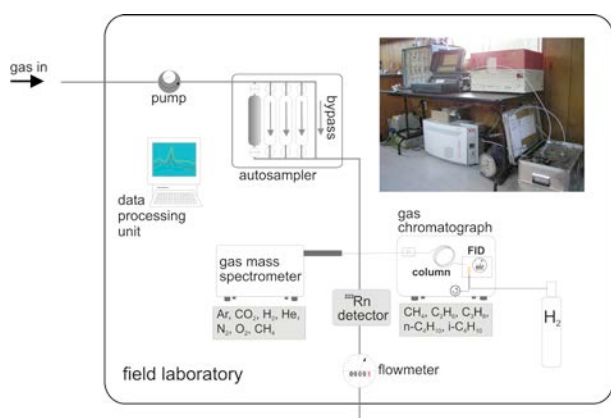 gas in
pump
bypass
autosampler
data
processing
unit
gas
chromatograph
gas mass
spectrometer
column
FID
air
Ar, CO₂, H₂, He,
N₂, O₂, CH₄
²²²Rn
detector
CH₄, C₂H₆, C₃H₈,
n-C₄H₁₀, i-C₄H₁₀
H₂
field laboratory
flowmeter